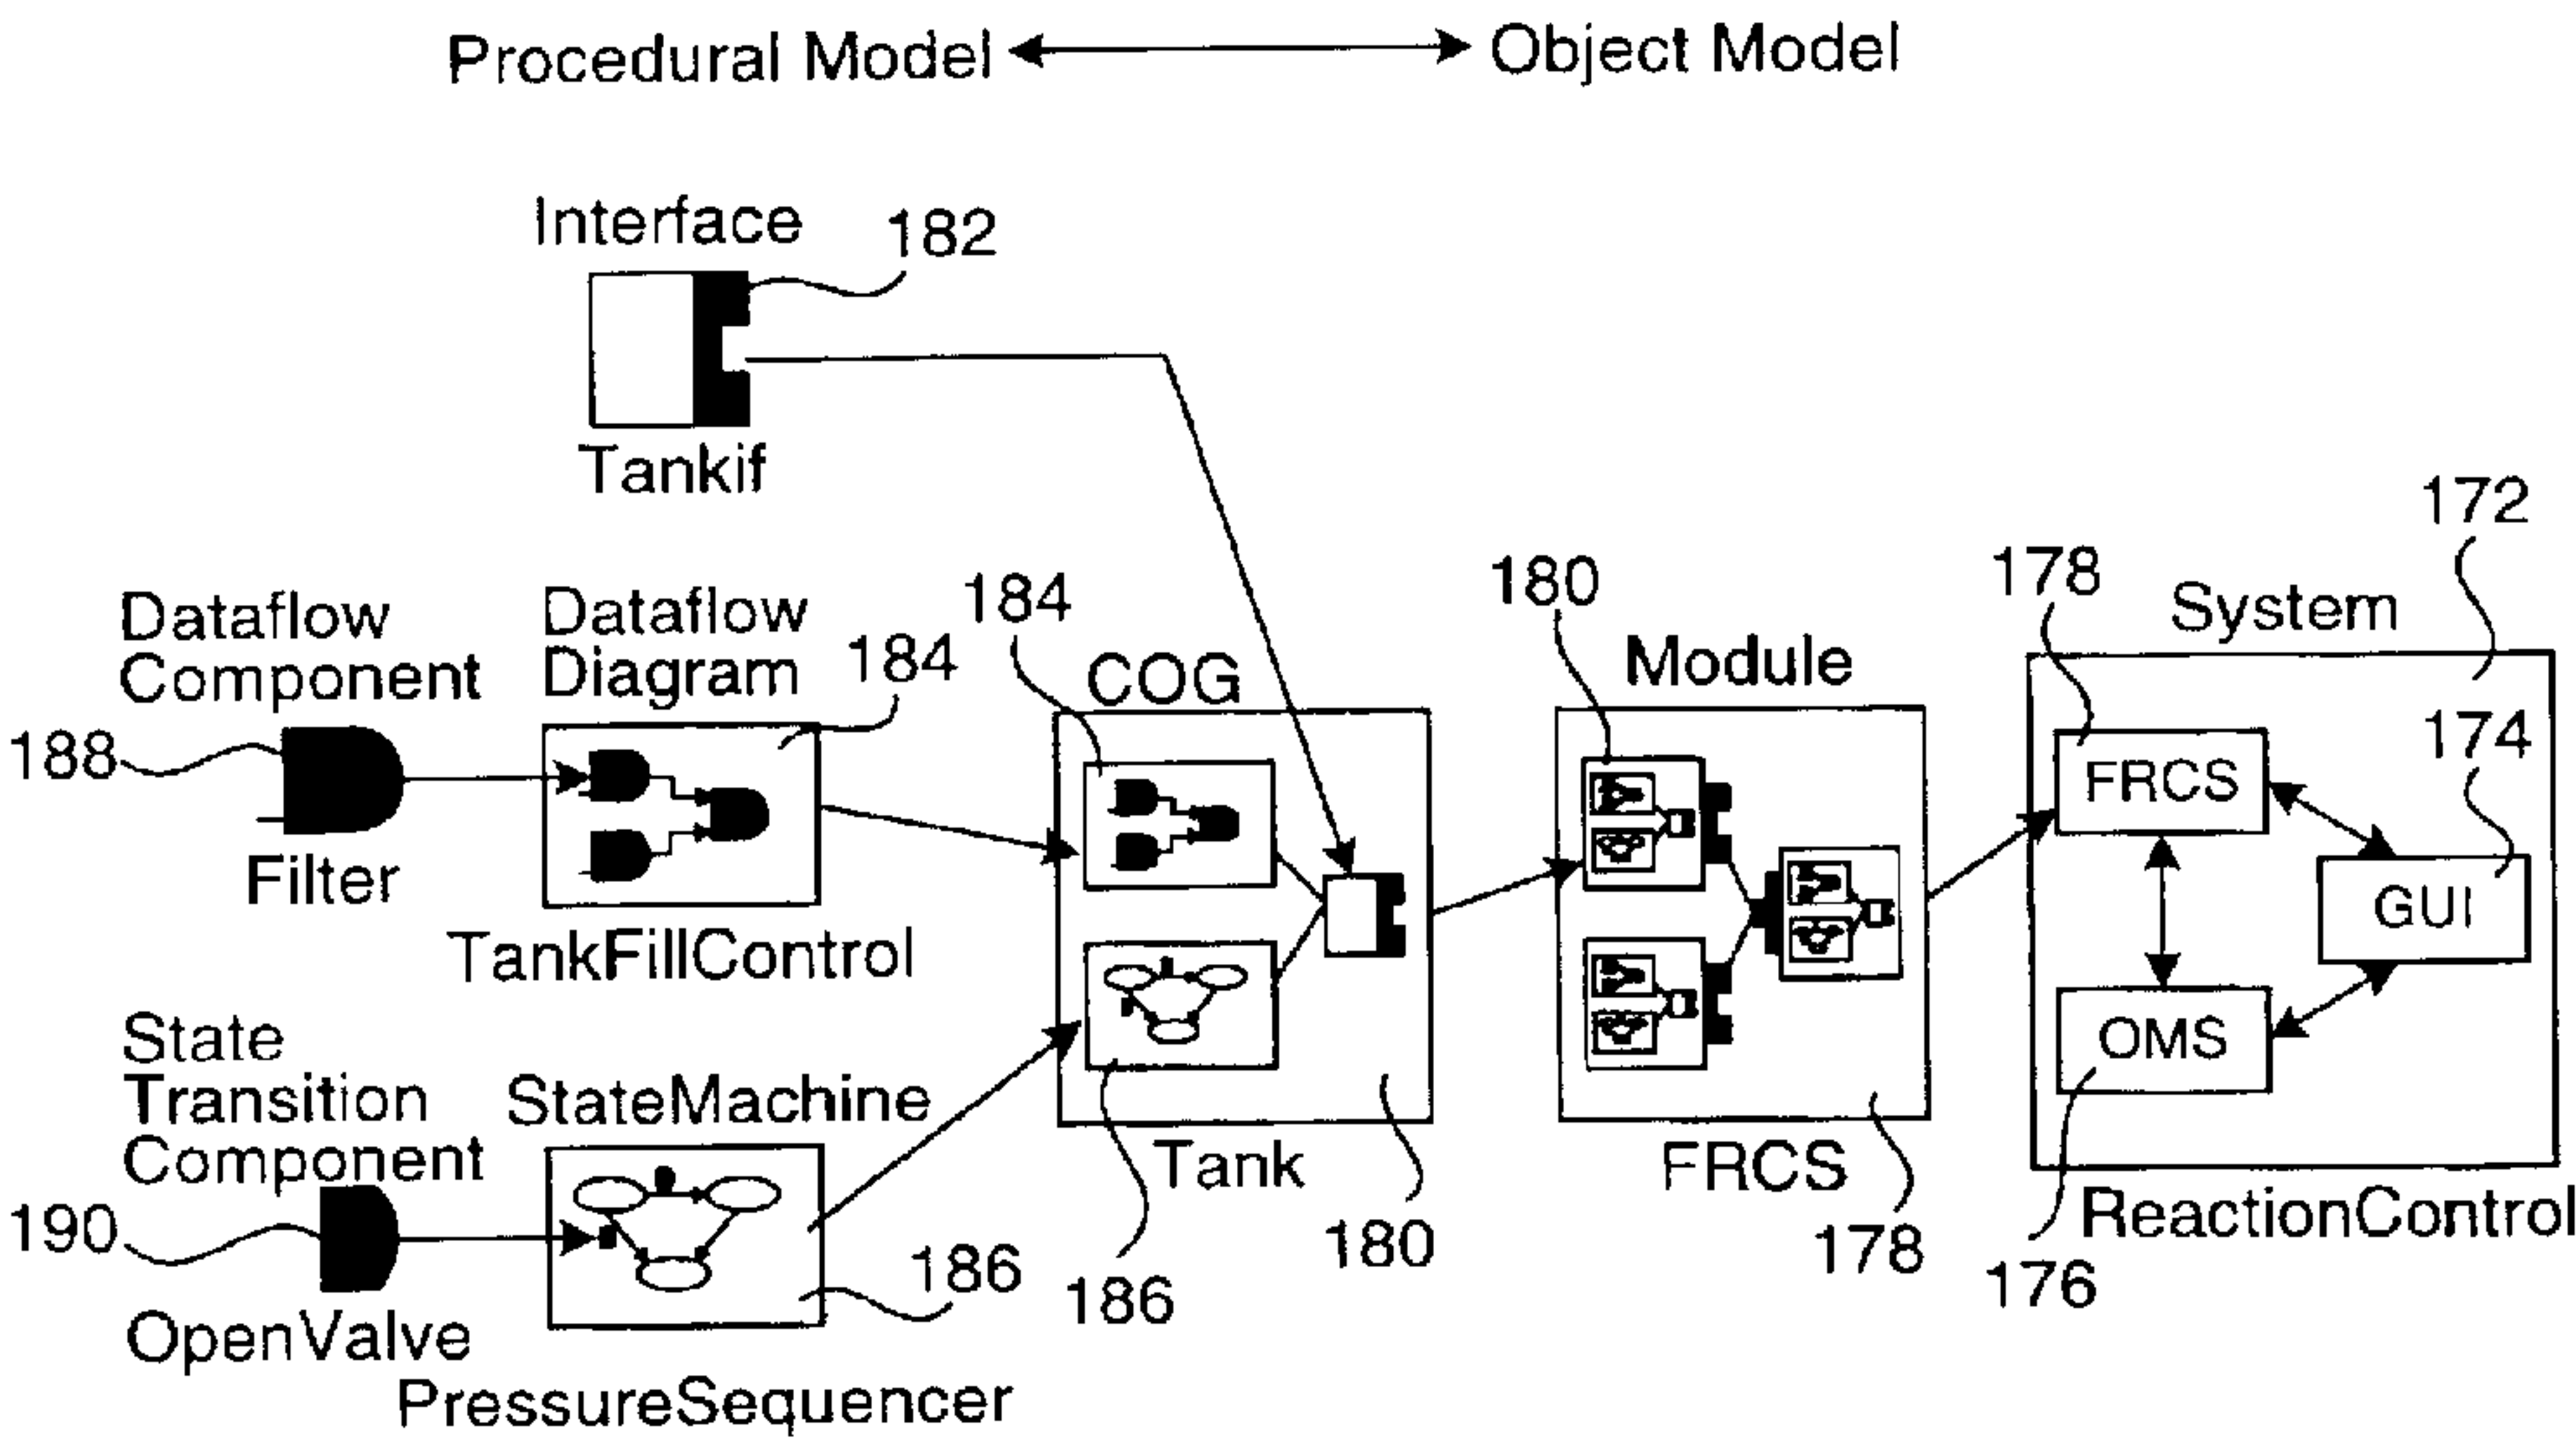 Procedural Model
Object Model
Interface
182
Tankif
172
178
System
180
Module
184
COG
Dataflow
Component
Dataflow
Diagram
184
188
Filter
TankFillControl
174
FRCS
GUI
OMS
State
Transition
Component
StateMachine
190
OpenValve
186
PressureSequencer
Tank
186
180
FRCS
178
ReactionControl
176